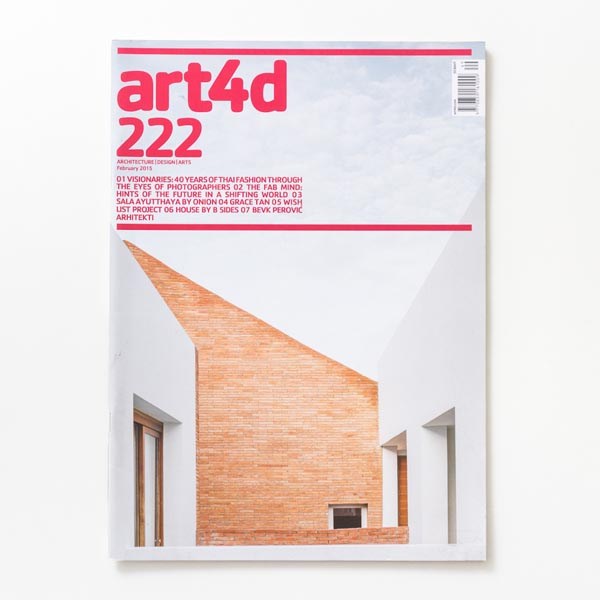 art4d
222
ARCHITECTURE | DESIGN | ARTS
February 2015
01 VISIONARIES: 40 YEARS OF THAI FASHION THROUGH
THE EYES OF PHOTOGRAPHERS 02 THE FAB MIND:
HINTS OF THE FUTURE IN A SHIFTING WORLD 03
SALA AYUTTHAYA BY ONION 04 GRACE TAN 05 WISH
LIST PROJECT 06 HOUSE BY B SIDES 07 BEVK PEROVIĆ
ARHITEKTI